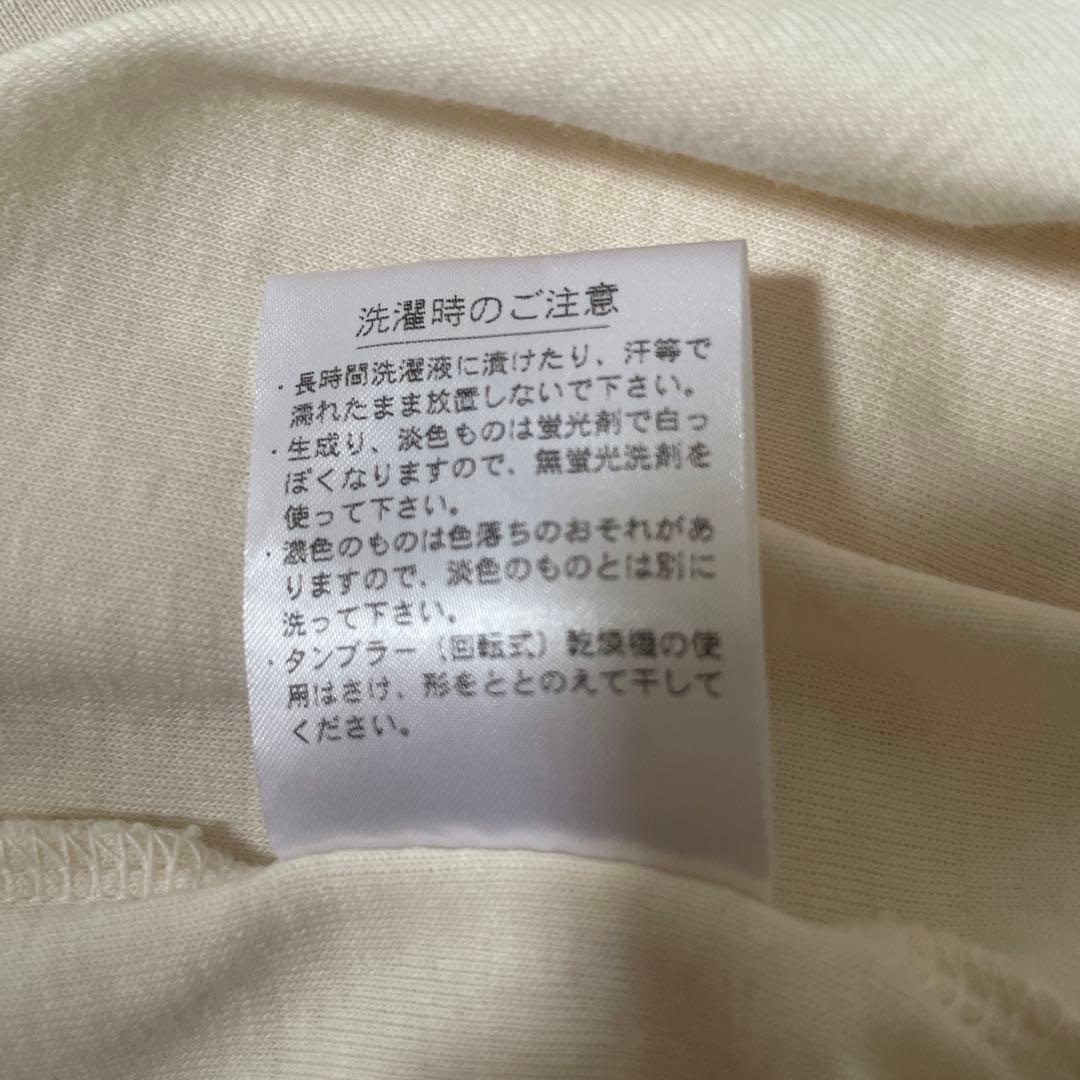 洗濯時のご注意
・長時間洗濯液に漬けたり、汗等で
濡れたまま放置しないで下さい。
・生成り、淡色ものは蛍光剤で白っ
ぽくなりますので、無蛍光洗剤を
使って下さい。
・濃色のものは色落ちのおそれがあ
りますので、淡色のものとは別に
洗って下さい。
・タンブラー（回転式）乾燥機の使
用はさけ、形をととのえて干して
ください。